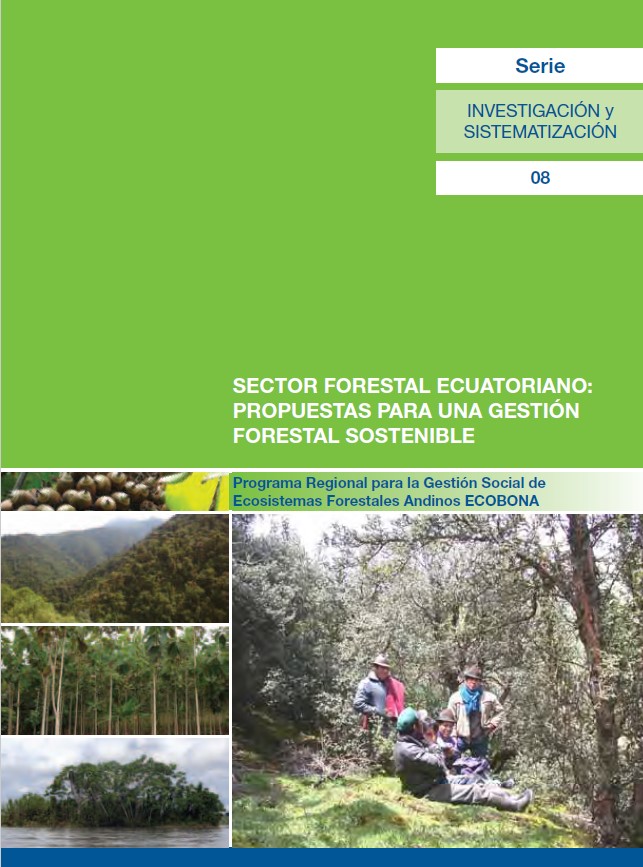 Serie
INVESTIGACIÓN y
SISTEMATIZACIÓN
08
SECTOR FORESTAL ECUATORIANO:
PROPUESTAS PARA UNA GESTIÓN
FORESTAL SOSTENIBLE
Programa Regional para la Gestión Social de
Ecosistemas Forestales Andinos ECOBONA